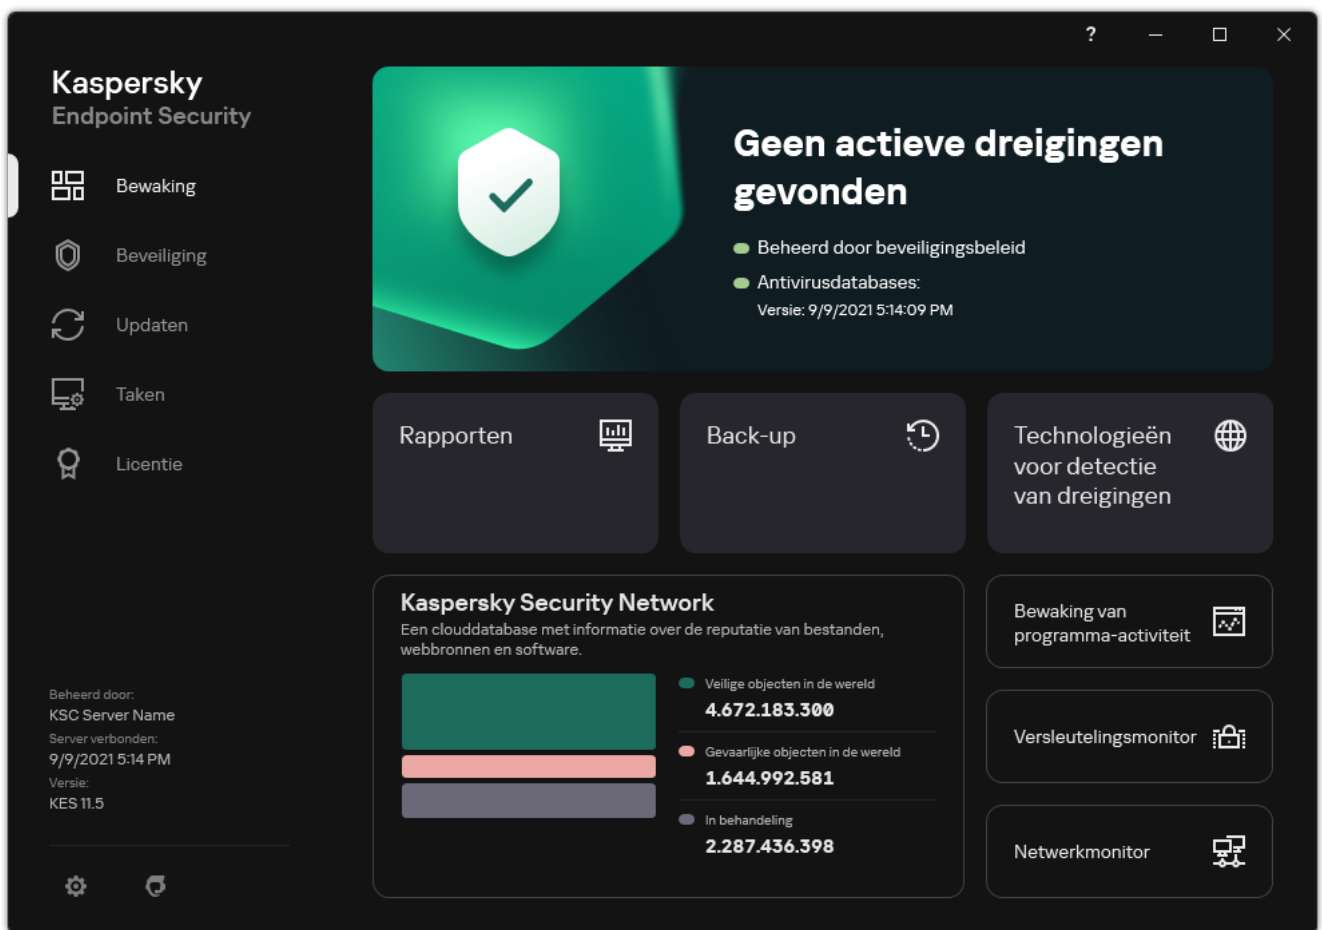 ?
Kaspersky
Endpoint Security
Bewaking
Beveiliging
Updaten
Taken
Licentie
Beheerd door:
KSC Server Name
Server verbonden:
9/9/2021 5:14 PM
Versie:
KES 11.5
Geen actieve dreigingen
gevonden
Beheerd door beveiligingsbeleid
Antivirusdatabases:
Versie: 9/9/2021 5:14:09 PM
Rapporten
Back-up
Technologieën
voor detectie
van dreigingen
Kaspersky Security Network
Een clouddatabase met informatie over de reputatie van bestanden,
webbronnen en software.
Veilige objecten in de wereld
4.672.183.300
Gevaarlijke objecten in de wereld
1.644.992.581
In behandeling
2.287.436.398
Bewaking van
programma-activiteit
Versleutelingsmonitor
Netwerkmonitor